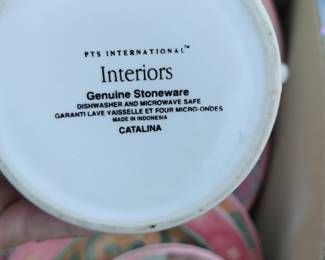 PTS INTERNATIONAL™
Interiors
Genuine Stoneware
DISHWASHER AND MICROWAVE SAFE
GARANTI LAVE VAISSELLE ET FOUR MICRO-ONDES
MADE IN INDONESIA
CATALINA